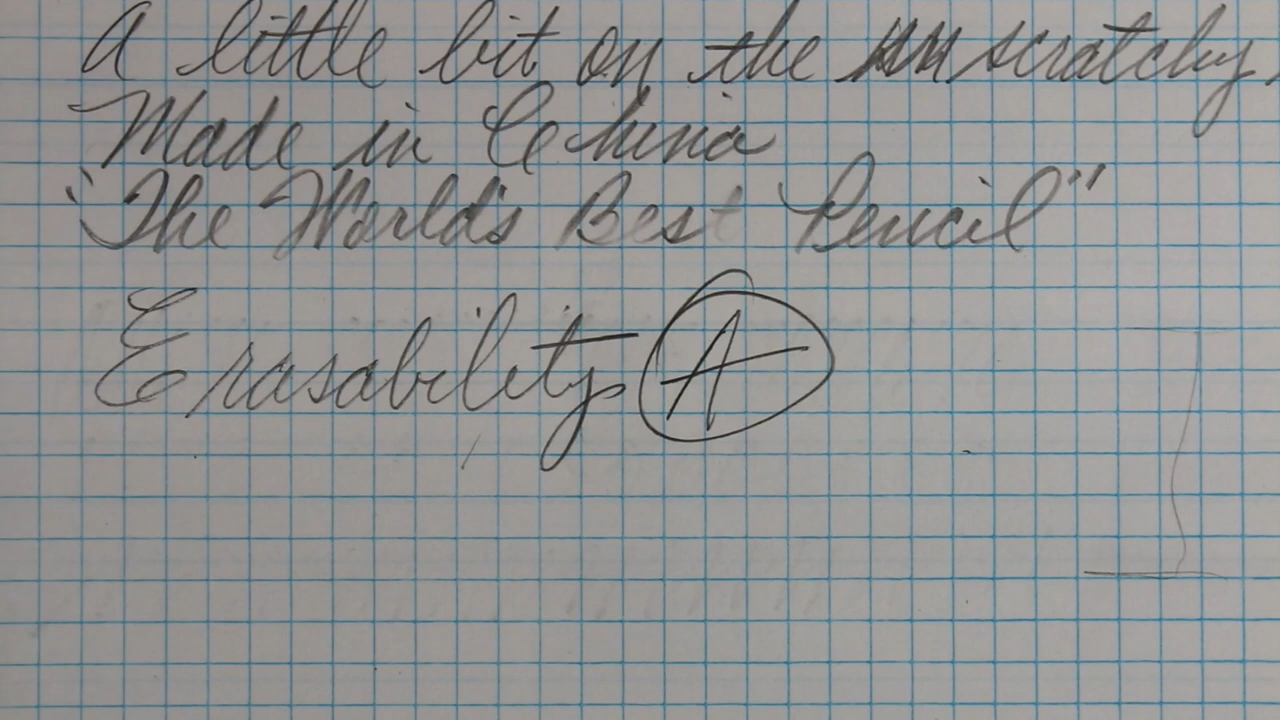 A little bit on the scratchy,
Made in China
"The World's Best Pencil"
Erasability A